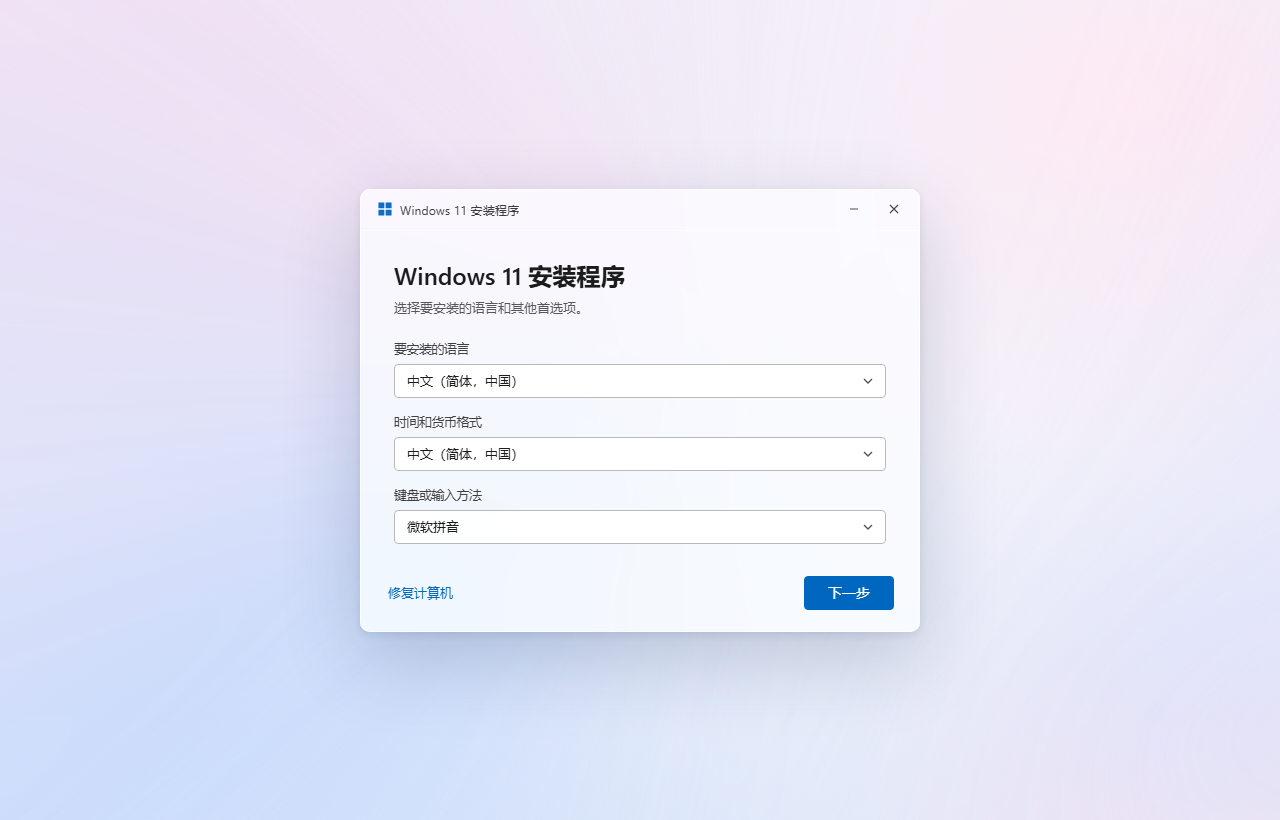 Windows 11 安装程序
Windows 11 安装程序
选择要安装的语言和其他首选项。
要安装的语言
中文（简体，中国）
时间和货币格式
中文（简体，中国）
键盘或输入方法
微软拼音
修复计算机
下一步